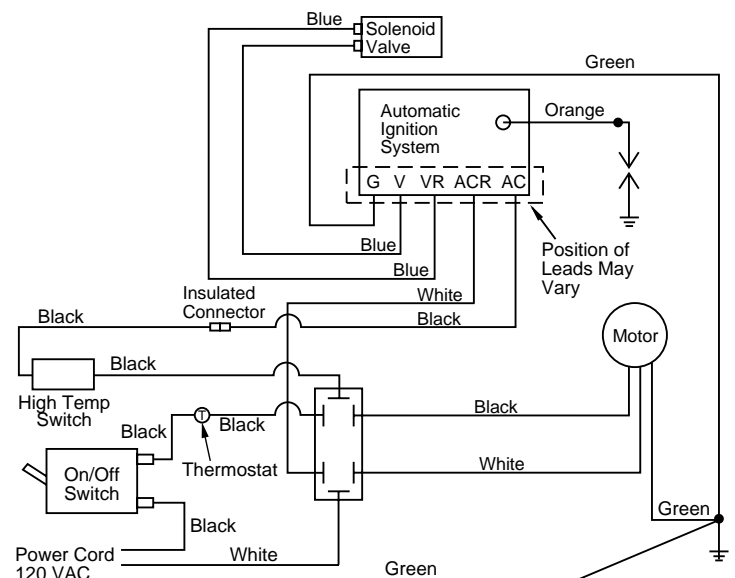 Blue
Solenoid
Valve
Green
Automatic
Ignition
System
Orange
G V VR ACR AC
Blue
Blue
Position of
Leads May
Vary
White
Insulated
Connector
Black
Black
Motor
Black
High Temp
Switch
Black
Black
Black
T
Thermostat
White
On/Off
Switch
Black
Green
Power Cord
120 VAC
White
Green